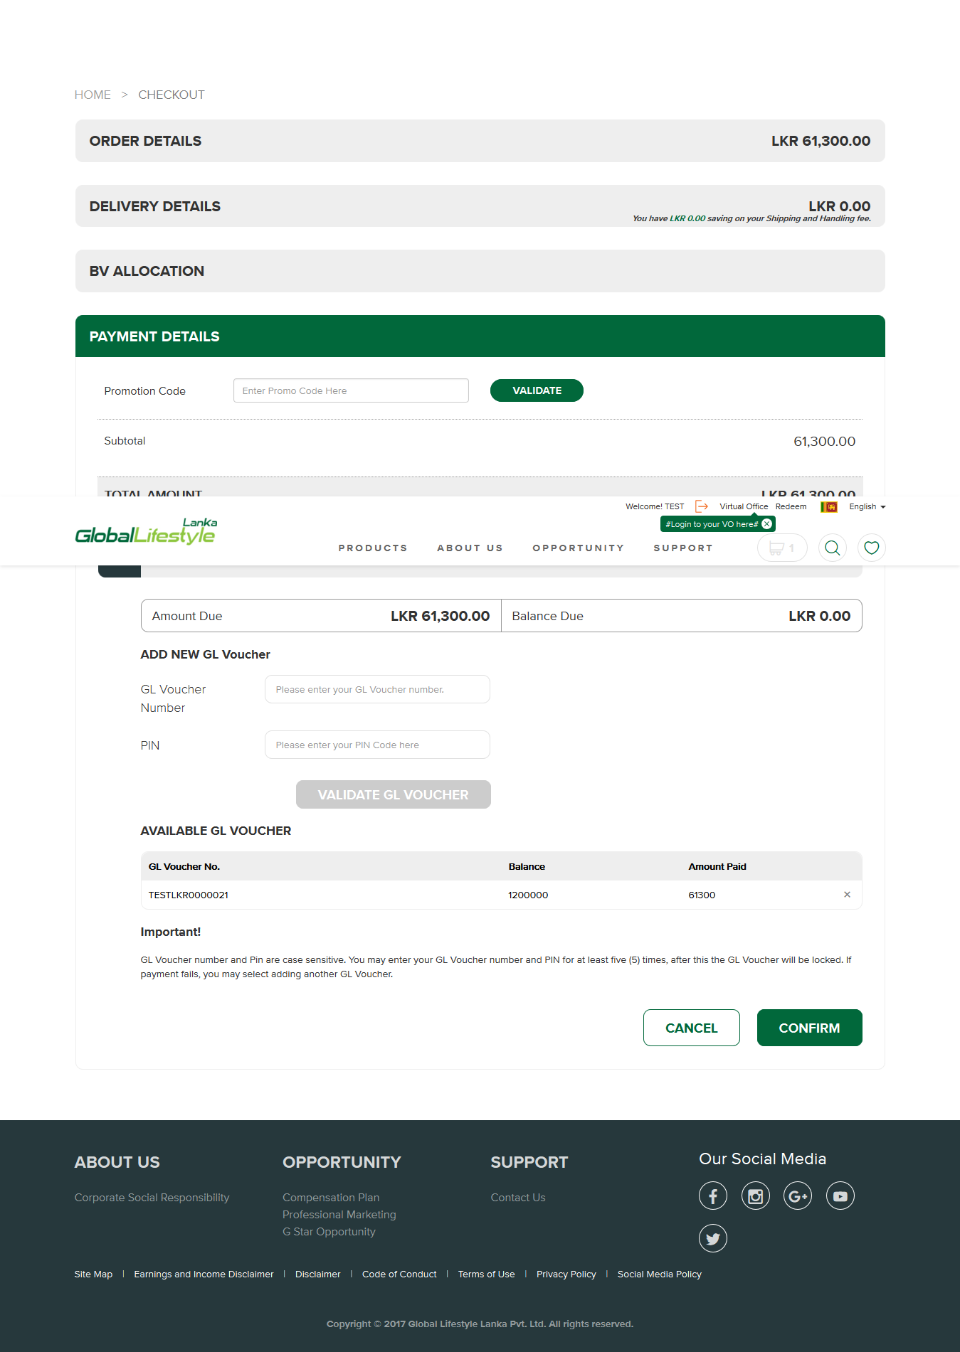 HOME > CHECKOUT
ORDER DETAILS LKR 61,300.00
DELIVERY DETAILS LKR 0.00
You have LKR 0.00 saving on your Shipping and Handling fee.
BV ALLOCATION
PAYMENT DETAILS
Promotion Code Enter Promo Code Here VALIDATE
Subtotal 61,300.00
TOTAL AMOUNT LKR 61,300.00
Welcome! TEST Virtual Office Redeem English
#Login to your VO here#
Lanka
GlobalLifestyle
PRODUCTS ABOUT US OPPORTUNITY SUPPORT 1
Amount Due LKR 61,300.00 Balance Due LKR 0.00
ADD NEW GL Voucher
GL Voucher Number Please enter your GL Voucher number.
PIN Please enter your PIN Code here
VALIDATE GL VOUCHER
AVAILABLE GL VOUCHER
GL Voucher No. Balance Amount Paid
TESTLKR0000021 1200000 61300 ×
Important!
GL Voucher number and Pin are case sensitive. You may enter your GL Voucher number and PIN for at least five (5) times, after this the GL Voucher will be locked. If
payment fails, you may select adding another GL Voucher.
CANCEL CONFIRM
ABOUT US OPPORTUNITY SUPPORT Our Social Media
Corporate Social Responsibility Compensation Plan Contact Us
Professional Marketing
G Star Opportunity
Site Map | Earnings and Income Disclaimer | Disclaimer | Code of Conduct | Terms of Use | Privacy Policy | Social Media Policy
Copyright © 2017 Global Lifestyle Lanka Pvt. Ltd. All rights reserved.